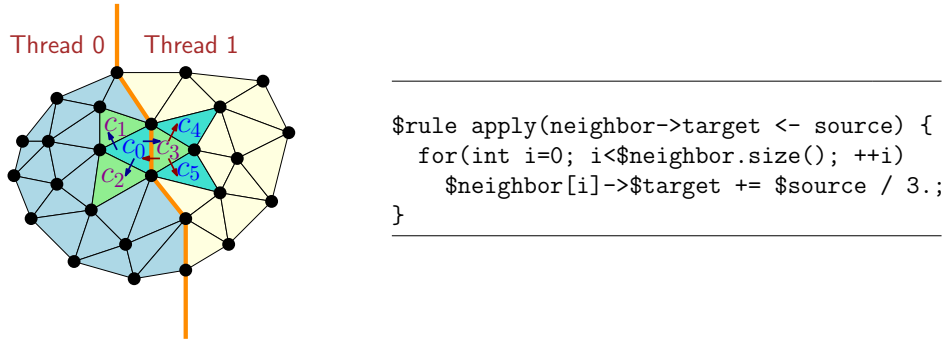 Thread 0 Thread 1
c₁ c₄
c₀ c₃
c₂ c₅
$rule apply(neighbor->target <- source) {
  for(int i=0; i<$neighbor.size(); ++i)
    $neighbor[i]->$target += $source / 3.;
}